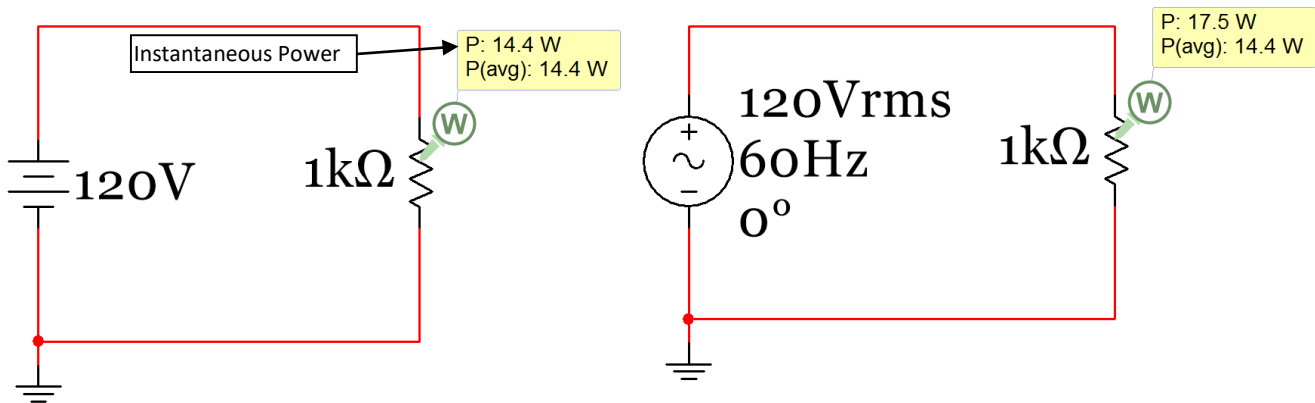 Instantaneous Power
P: 14.4 W
P(avg): 14.4 W
W
120V
1kΩ
P: 17.5 W
P(avg): 14.4 W
W
120Vrms
60Hz
0°
1kΩ